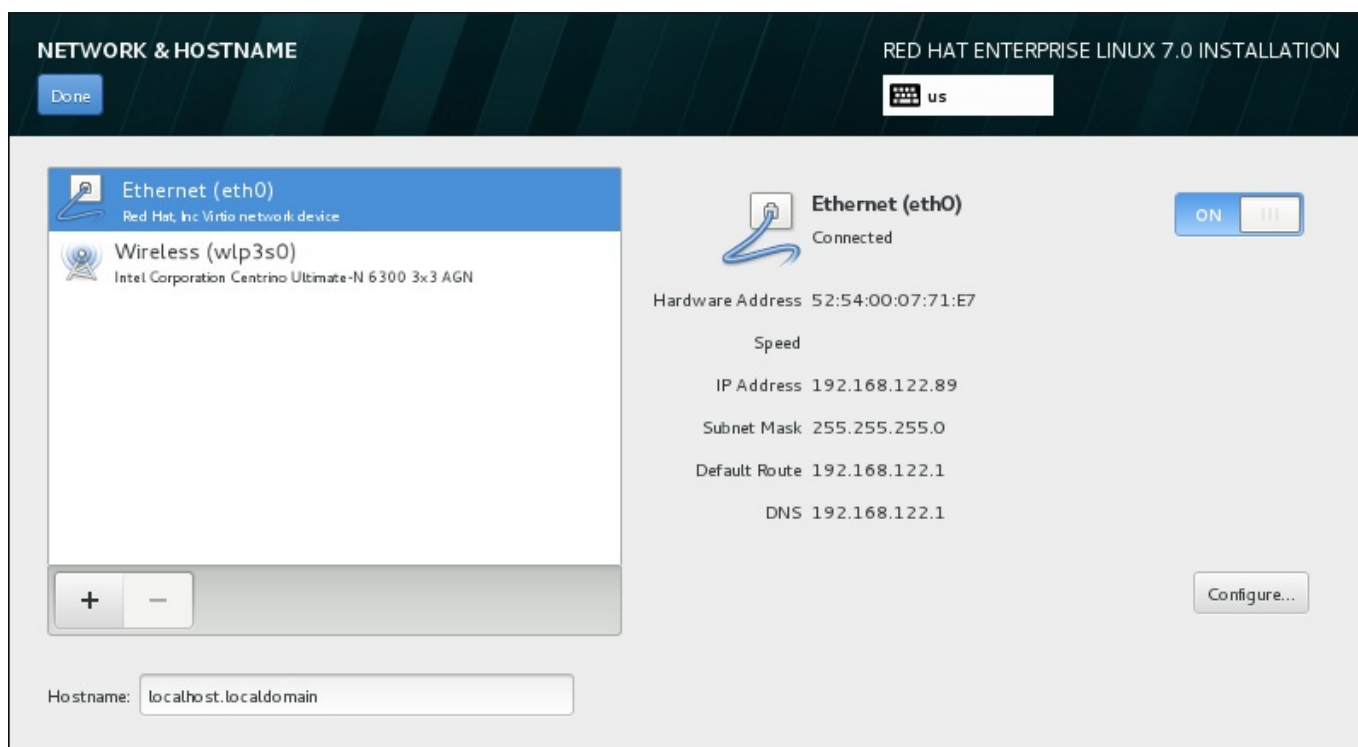 NETWORK & HOSTNAME
Done
RED HAT ENTERPRISE LINUX 7.0 INSTALLATION
us
Ethernet (eth0)
Red Hat, Inc Virtio network device
Wireless (wlp3s0)
Intel Corporation Centrino Ultimate-N 6300 3x3 AGN
Ethernet (eth0)
Connected
ON
Hardware Address 52:54:00:07:71:E7
Speed
IP Address 192.168.122.89
Subnet Mask 255.255.255.0
Default Route 192.168.122.1
DNS 192.168.122.1
+ −
Configure...
Hostname: localhost.localdomain